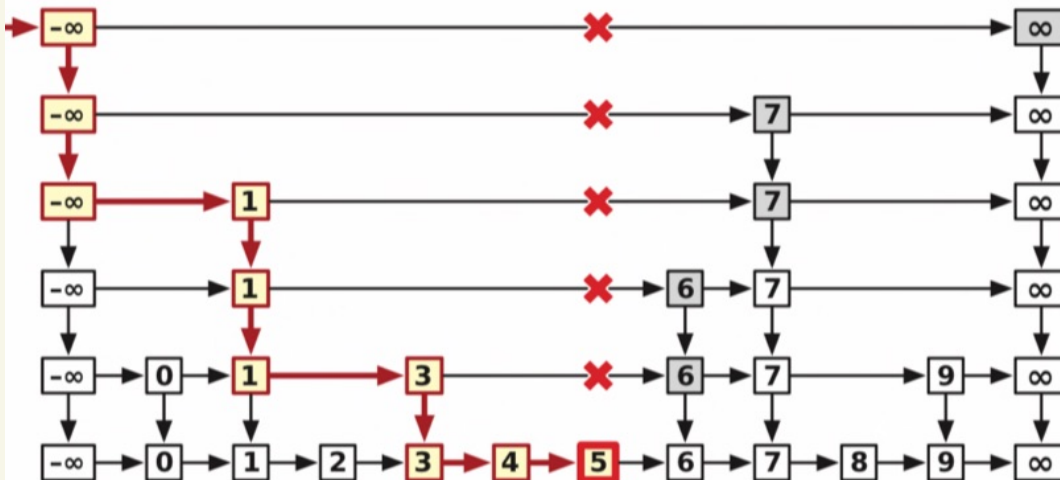 -∞ ∞
-∞ 7 ∞
-∞ 1 7 ∞
-∞ 1 6 7 ∞
-∞ 0 1 3 6 7 9 ∞
-∞ 0 1 2 3 4 5 6 7 8 9 ∞